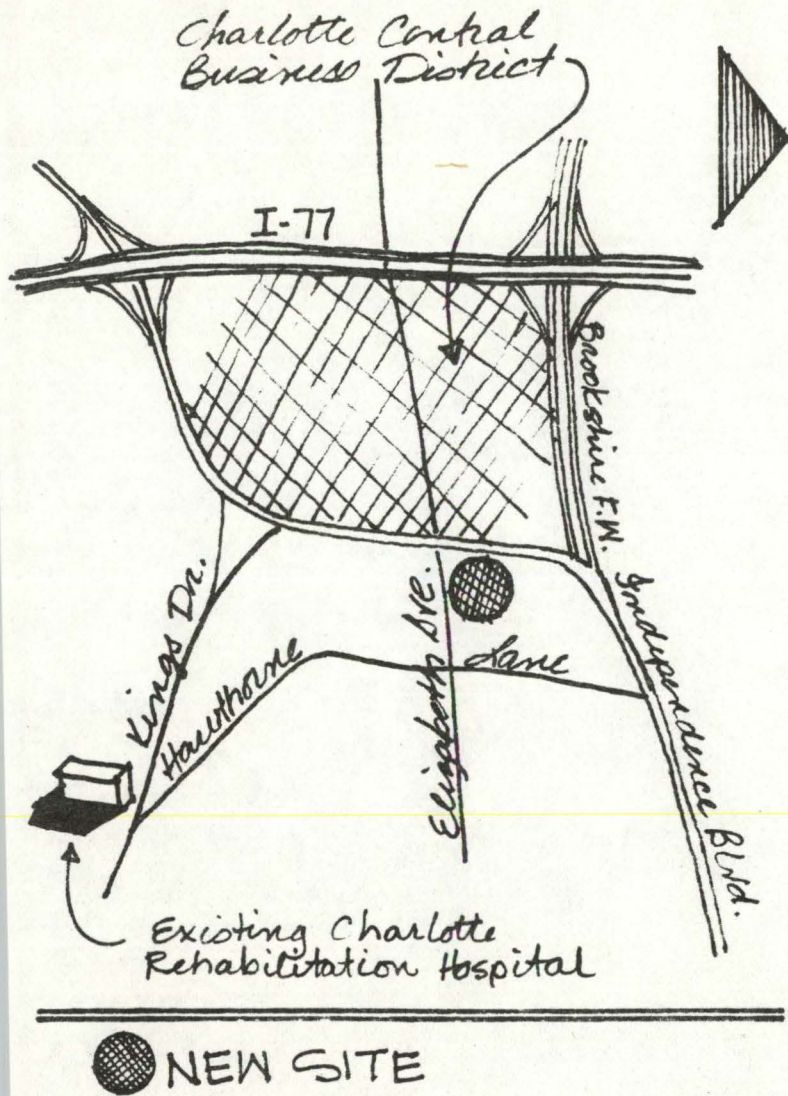 Charlotte Central
Business District
I-77
Brookshire F.W.
Independence Blvd.
Kings Dr.
Hawthorne Lane
Elizabeth Ave.
Existing Charlotte
Rehabilitation Hospital
NEW SITE